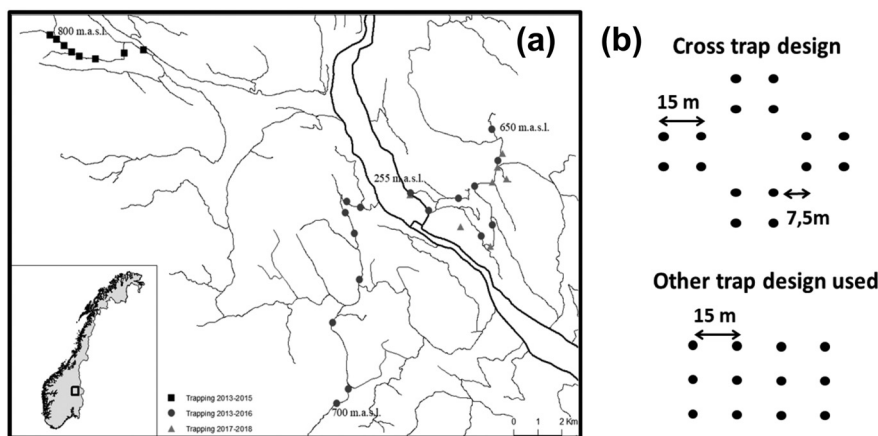 (a)
800 m.a.s.l.
650 m.a.s.l.
255 m.a.s.l.
700 m.a.s.l.
Trapping 2013-2015
Trapping 2013-2016
Trapping 2017-2018
0 1 2 Km
(b)
Cross trap design
15 m
7,5m
Other trap design used
15 m